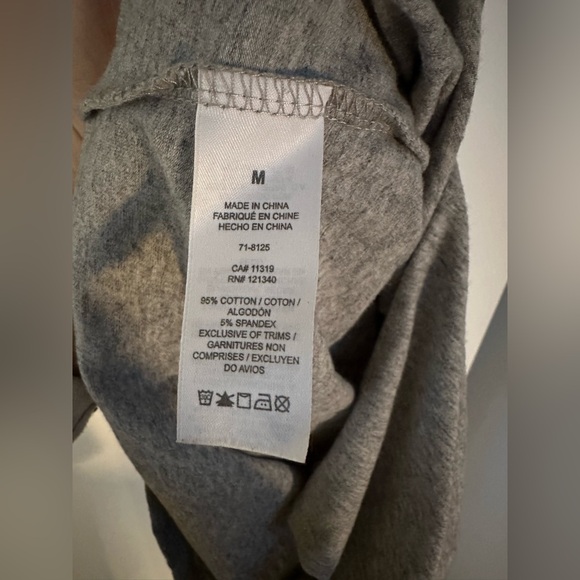 M
MADE IN CHINA
FABRIQUÉ EN CHINE
HECHO EN CHINA
71-8125
CA# 11319
RN# 121340
95% COTTON / COTON /
ALGODÓN
5% SPANDEX
EXCLUSIVE OF TRIMS /
GARNITURES NON
COMPRISES / EXCLUYEN
DO AVIOS